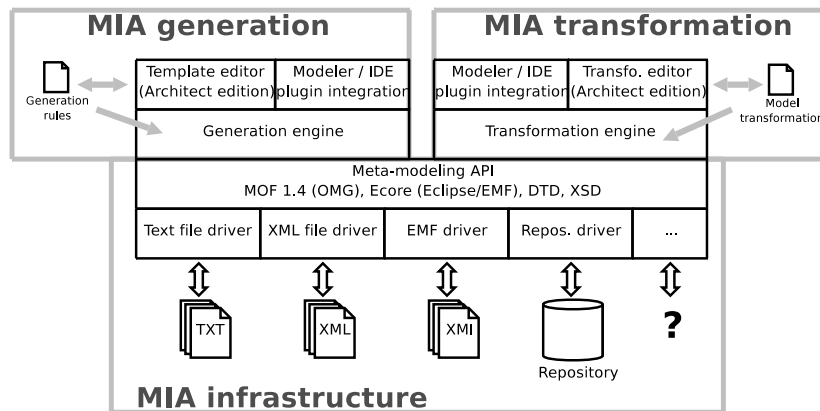 MIA generation
MIA transformation
Template editor
(Architect edition)
Modeler / IDE
plugin integration
Modeler / IDE
plugin integration
Transfo. editor
(Architect edition)
Generation
rules
Model
transformation
Generation engine
Transformation engine
Meta-modeling API
MOF 1.4 (OMG), Ecore (Eclipse/EMF), DTD, XSD
Text file driver
XML file driver
EMF driver
Repos. driver
...
TXT
XML
XMI
?
Repository
MIA infrastructure